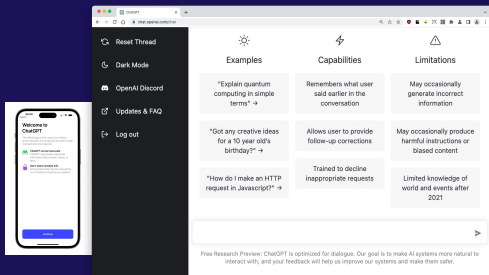 ChatGPT
chat.openai.com/chat
Reset Thread
Dark Mode
OpenAI Discord
Updates & FAQ
Log out
Examples
"Explain quantum
computing in simple
terms" →
"Got any creative ideas
for a 10 year old's
birthday?" →
"How do I make an HTTP
request in Javascript?" →
Capabilities
Remembers what user
said earlier in the
conversation
Allows user to provide
follow-up corrections
Trained to decline
inappropriate requests
Limitations
May occasionally
generate incorrect
information
May occasionally produce
harmful instructions or
biased content
Limited knowledge of
world and events after
2021
Free Research Preview: ChatGPT is optimized for dialogue. Our goal is to make AI systems more natural to
interact with, and your feedback will help us improve our systems and make them safer.
Welcome to
ChatGPT